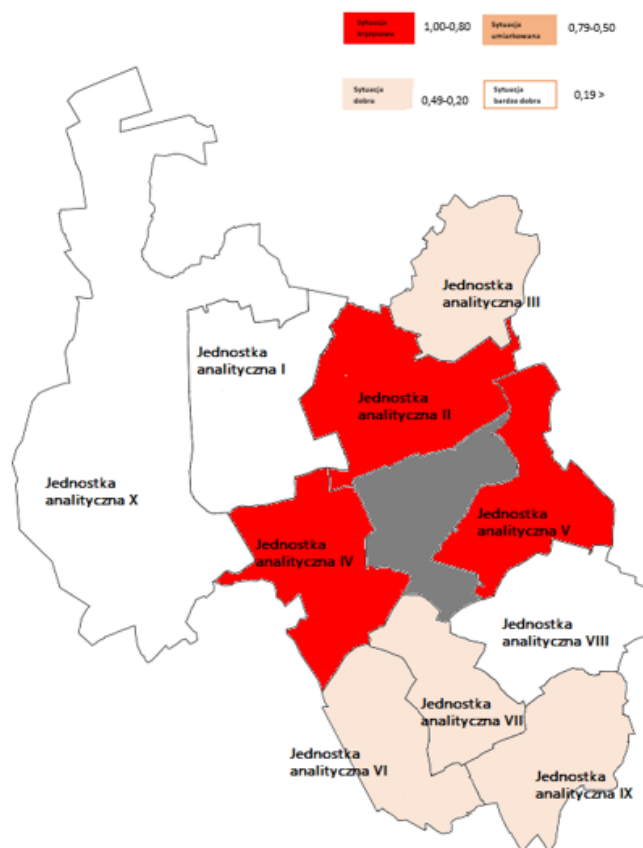 Sytuacja
kryzysowa
1,00-0,80
Sytuacja
umiarkowana
0,79-0,50
Sytuacja
dobra
0,49-0,20
Sytuacja
bardzo dobra
0,19 >
Jednostka
analityczna III
Jednostka
analityczna I
Jednostka
analityczna II
Jednostka
analityczna X
Jednostka
analityczna V
Jednostka
analityczna IV
Jednostka
analityczna VIII
Jednostka
analityczna VII
Jednostka
analityczna VI
Jednostka
analityczna IX